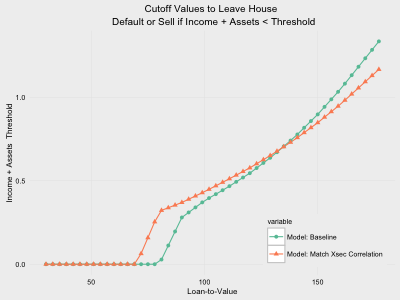 Cutoff Values to Leave House
Default or Sell if Income + Assets < Threshold
Income + Assets Threshold
1.0
0.5
0.0
50
100
150
Loan-to-Value
variable
Model: Baseline
Model: Match Xsec Correlation